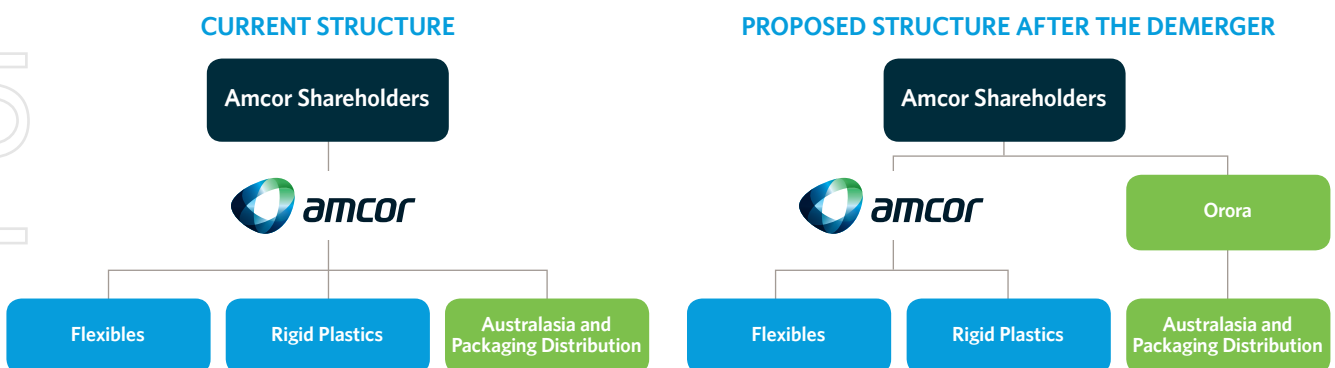 CURRENT STRUCTURE
Amcor Shareholders
amcor
Flexibles
Rigid Plastics
Australasia and
Packaging Distribution
PROPOSED STRUCTURE AFTER THE DEMERGER
Amcor Shareholders
amcor
Orora
Flexibles
Rigid Plastics
Australasia and
Packaging Distribution